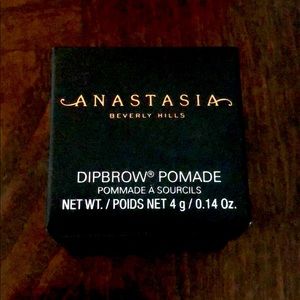 ANASTASIA
BEVERLY HILLS
DIPBROW® POMADE
POMMADE À SOURCILS
NET WT. / POIDS NET 4 g / 0.14 Oz.